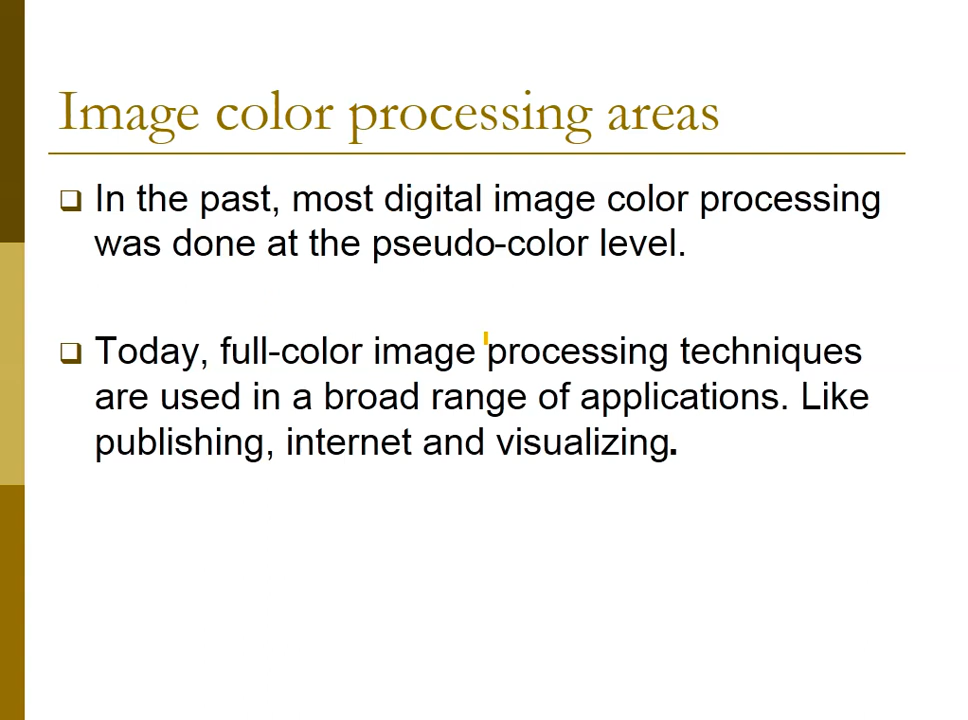 Image color processing areas
In the past, most digital image color processing
was done at the pseudo-color level.
Today, full-color image processing techniques
are used in a broad range of applications. Like
publishing, internet and visualizing.